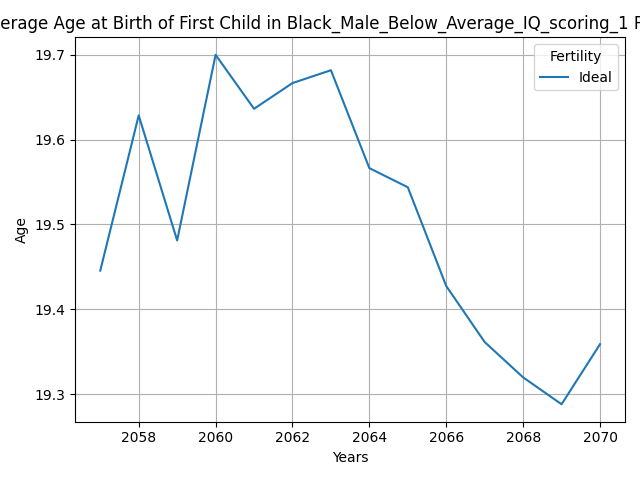 erage Age at Birth of First Child in Black_Male_Below_Average_IQ_scoring_1
19.7
19.6
19.5
19.4
19.3
Age
Fertility
Ideal
2058 2060 2062 2064 2066 2068 2070
Years